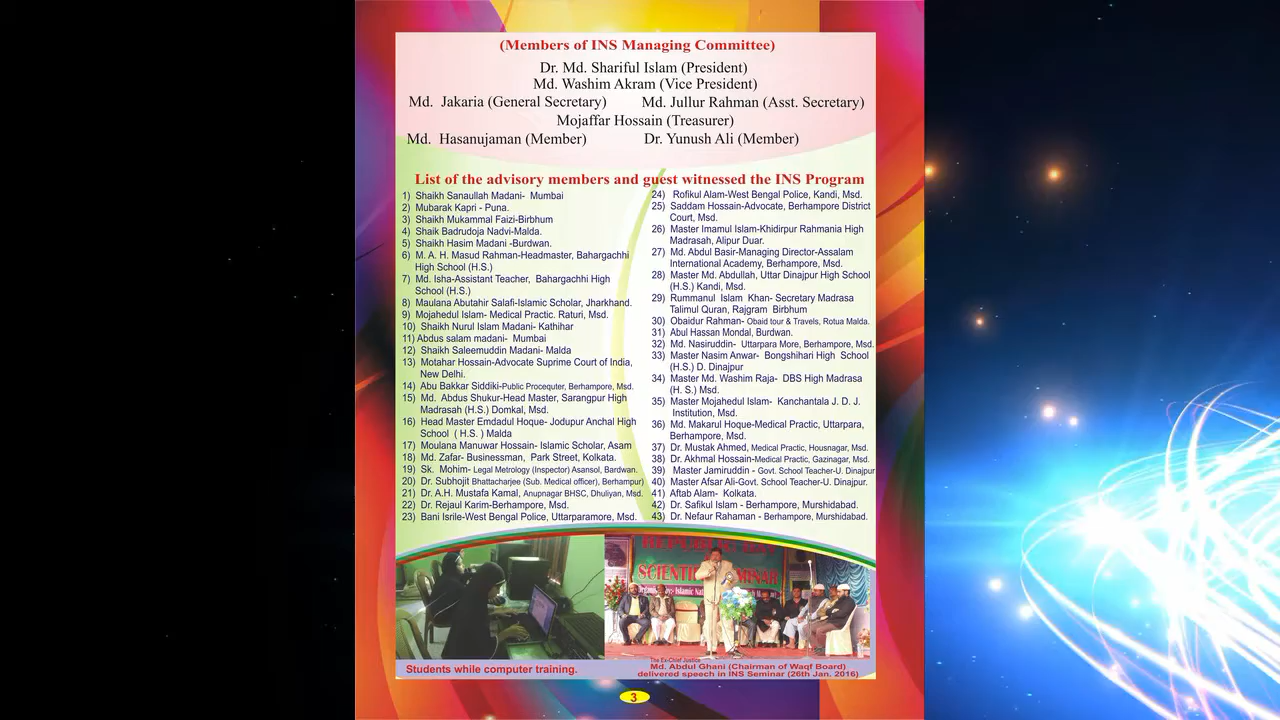 (Members of INS Managing Committee)
Dr. Md. Shariful Islam (President)
Md. Washim Akram (Vice President)
Md. Jakaria (General Secretary) Md. Jullur Rahman (Asst. Secretary)
Mojaffar Hossain (Treasurer)
Md. Hasanujaman (Member) Dr. Yunush Ali (Member)
List of the advisory members and guest witnessed the INS Program
1) Shaikh Sanaullah Madani- Mumbai
2) Mubarak Kapri - Puna.
3) Shaikh Mukammal Faizi-Birbhum
4) Shaik Badrudoja Nadvi-Malda.
5) Shaikh Hasim Madani -Burdwan.
6) M. A. H. Masud Rahman-Headmaster, Bahargachhi
High School (H.S.)
7) Md. Isha-Assistant Teacher, Bahargachhi High
School (H.S.)
8) Maulana Abutahir Salafi-Islamic Scholar, Jharkhand.
9) Mojahedul Islam- Medical Practic. Raturi, Msd.
10) Shaikh Nurul Islam Madani- Kathihar
11) Abdus salam madani- Mumbai
12) Shaikh Saleemuddin Madani- Malda
13) Motahar Hossain-Advocate Suprime Court of India,
New Delhi.
14) Abu Bakkar Siddiki-Public Procequter, Berhampore, Msd.
15) Md. Abdus Shukur-Head Master, Sarangpur High
Madrasah (H.S.) Domkal, Msd.
16) Head Master Emdadul Hoque- Jodupur Anchal High
School ( H.S. ) Malda
17) Moulana Manuwar Hossain- Islamic Scholar, Asam
18) Md. Zafar- Businessman, Park Street, Kolkata.
19) Sk. Mohim- Legal Metrology (Inspector) Asansol, Bardwan.
20) Dr. Subhojit Bhattacharjee (Sub. Medical officer), Berhampur)
21) Dr. A.H. Mustafa Kamal, Anupnagar BHSC, Dhuliyan, Msd.
22) Dr. Rejaul Karim-Berhampore, Msd.
23) Bani Isrile-West Bengal Police, Uttarparamore, Msd.
24) Rofikul Alam-West Bengal Police, Kandi, Msd.
25) Saddam Hossain-Advocate, Berhampore District
Court, Msd.
26) Master Imamul Islam-Khidirpur Rahmania High
Madrasah, Alipur Duar.
27) Md. Abdul Basir-Managing Director-Assalam
International Academy, Berhampore, Msd.
28) Master Md. Abdullah, Uttar Dinajpur High School
(H.S.) Kandi, Msd.
29) Rummanul Islam Khan- Secretary Madrasa
Talimul Quran, Rajgram Birbhum
30) Obaidur Rahman- Obaid tour & Travels, Rotua Malda.
31) Abul Hassan Mondal, Burdwan.
32) Md. Nasiruddin- Uttarpara More, Berhampore, Msd.
33) Master Nasim Anwar- Bongshihari High School
(H.S.) D. Dinajpur
34) Master Md. Washim Raja- DBS High Madrasa
(H. S.) Msd.
35) Master Mojahedul Islam- Kanchantala J. D. J.
Institution, Msd.
36) Md. Makarul Hoque-Medical Practic, Uttarpara,
Berhampore, Msd.
37) Dr. Mustak Ahmed, Medical Practic, Housnagar, Msd.
38) Dr. Akhmal Hossain-Medical Practic, Gazinagar, Msd.
39) Master Jamiruddin - Govt. School Teacher-U. Dinajpur
40) Master Afsar Ali-Govt. School Teacher-U. Dinajpur.
41) Aftab Alam- Kolkata.
42) Dr. Safikul Islam - Berhampore, Murshidabad.
43) Dr. Nefaur Rahaman - Berhampore, Murshidabad.
REPUBLIC DAY
SCIENTIFIC SEMINAR
Students while computer training.
The Ex-Chief Justice
Md. Abdul Ghani (Chairman of Waqf Board)
delivered speech in INS Seminar (26th Jan. 2016)
3